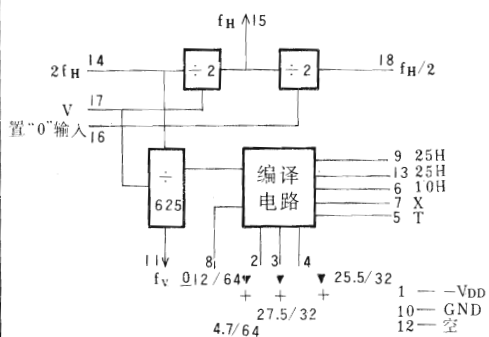 fH 15
14
2fH
÷2
÷2
18
fH/2
V
17
置“0”输入
16
÷
625
编译
电路
9 25H
13 25H
6 10H
7 X
5 T
11
fv
8
2
3
4
012/64
25.5/32
+
+
+
27.5/32
4.7/64
1 — –VDD
10 — GND
12 — 空